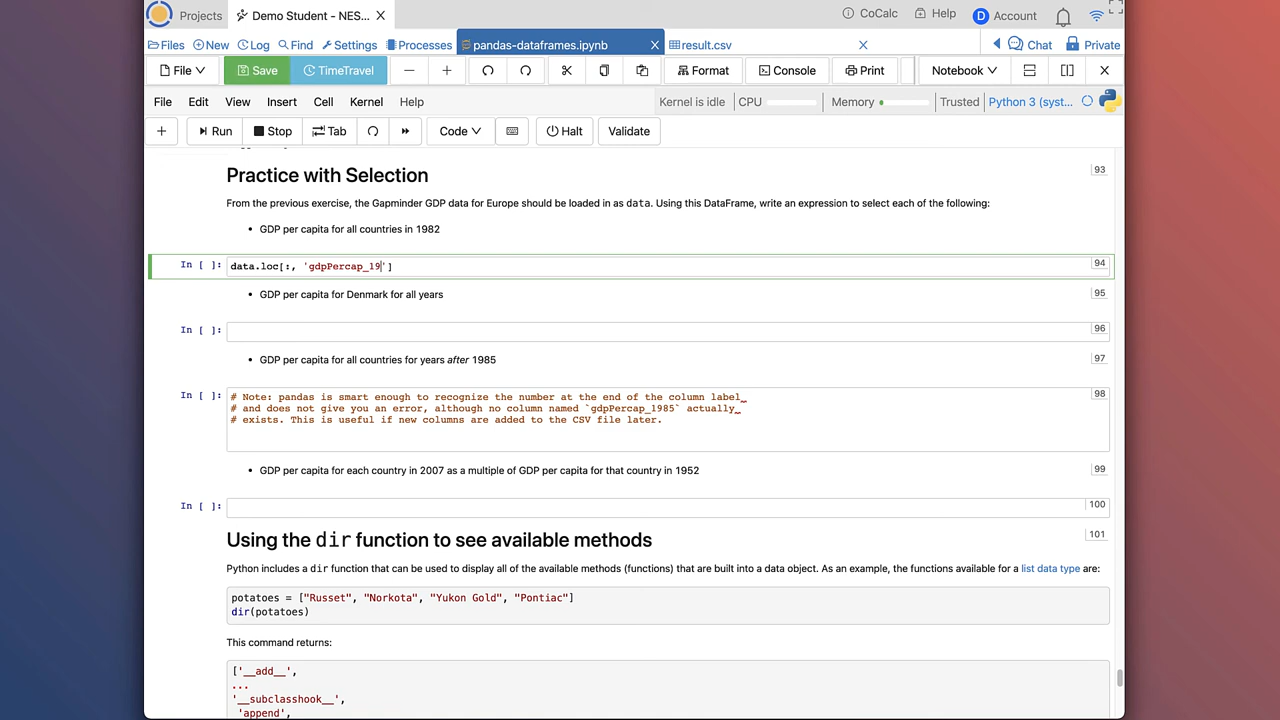 Projects
Demo Student - NES...
CoCalc
Help
D Account
Files
New
Log
Find
Settings
Processes
pandas-dataframes.ipynb
result.csv
Chat
Private
File
Save
TimeTravel
Format
Console
Print
Notebook
File Edit View Insert Cell Kernel Help
Kernel is idle
CPU
Memory
Trusted
Python 3 (syst...
Run
Stop
Tab
Code
Halt
Validate
Practice with Selection
93
From the previous exercise, the Gapminder GDP data for Europe should be loaded in as data. Using this DataFrame, write an expression to select each of the following:
• GDP per capita for all countries in 1982
In [ ]: data.loc[:, 'gdpPercap_19']
94
• GDP per capita for Denmark for all years
95
In [ ]:
96
• GDP per capita for all countries for years after 1985
97
In [ ]: # Note: pandas is smart enough to recognize the number at the end of the column label
98
# and does not give you an error, although no column named `gdpPercap_1985` actually
# exists. This is useful if new columns are added to the CSV file later.
• GDP per capita for each country in 2007 as a multiple of GDP per capita for that country in 1952
99
In [ ]:
100
Using the dir function to see available methods
101
Python includes a dir function that can be used to display all of the available methods (functions) that are built into a data object. As an example, the functions available for a list data type are:
potatoes = ["Russet", "Norkota", "Yukon Gold", "Pontiac"]
dir(potatoes)
This command returns:
['__add__',
...
'__subclasshook__',
'append',